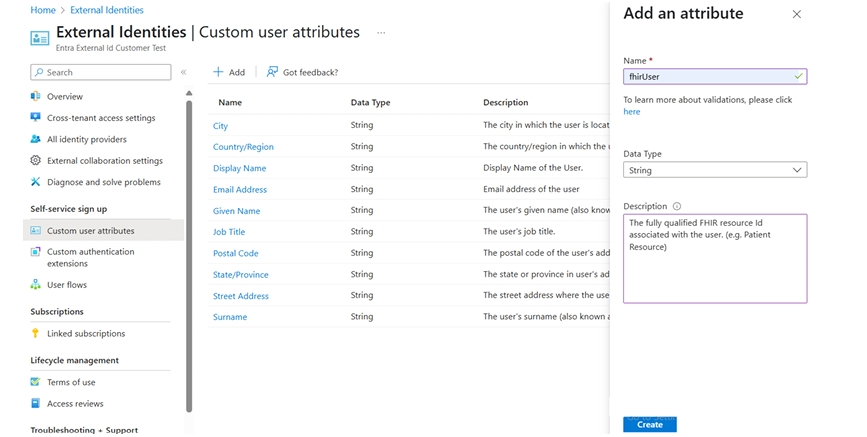 Home > External Identities
External Identities | Custom user attributes ...
Entra External Id Customer Test
Search
Overview
Cross-tenant access settings
All identity providers
External collaboration settings
Diagnose and solve problems
Self-service sign up
Custom user attributes
Custom authentication
extensions
User flows
Subscriptions
Linked subscriptions
Lifecycle management
Terms of use
Access reviews
Troubleshooting + Support
+ Add
Got feedback?
Name Data Type Description
City String The city in which the user is locat
Country/Region String The country/region in which the
Display Name String Display Name of the User.
Email Address String Email address of the user
Given Name String The user's given name (also know
Job Title String The user's job title.
Postal Code String The postal code of the user's add
State/Province String The state or province in user's ad
Street Address String The street address where the use
Surname String The user's surname (also known a
Add an attribute
Name *
fhirUser
To learn more about validations, please click
here
Data Type
String
Description
The fully qualified FHIR resource Id
associated with the user. (e.g. Patient
Resource)
Create